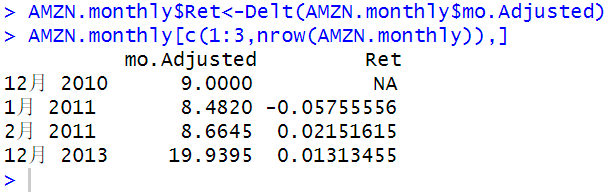 > AMZN.monthly$Ret<-Delt(AMZN.monthly$mo.Adjusted)
> AMZN.monthly[c(1:3,nrow(AMZN.monthly)),]
mo.Adjusted Ret
12月 2010 9.0000 NA
1月 2011 8.4820 -0.05755556
2月 2011 8.6645 0.02151615
12月 2013 19.9395 0.01313455
>